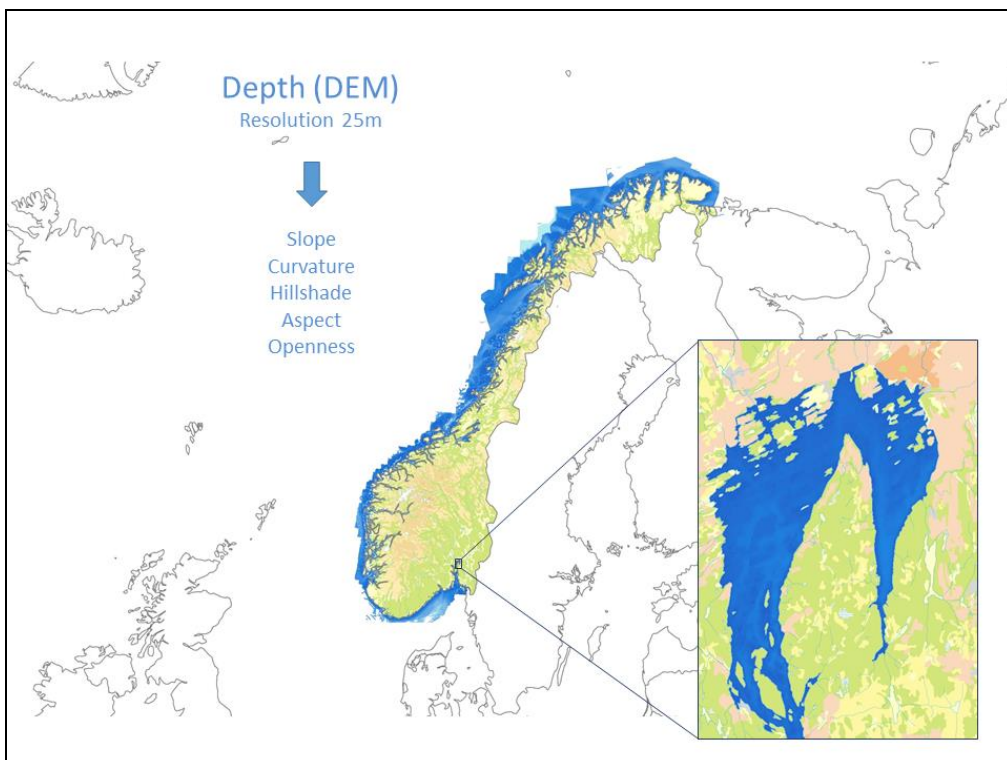 Depth (DEM)
Resolution 25m
Slope
Curvature
Hillshade
Aspect
Openness